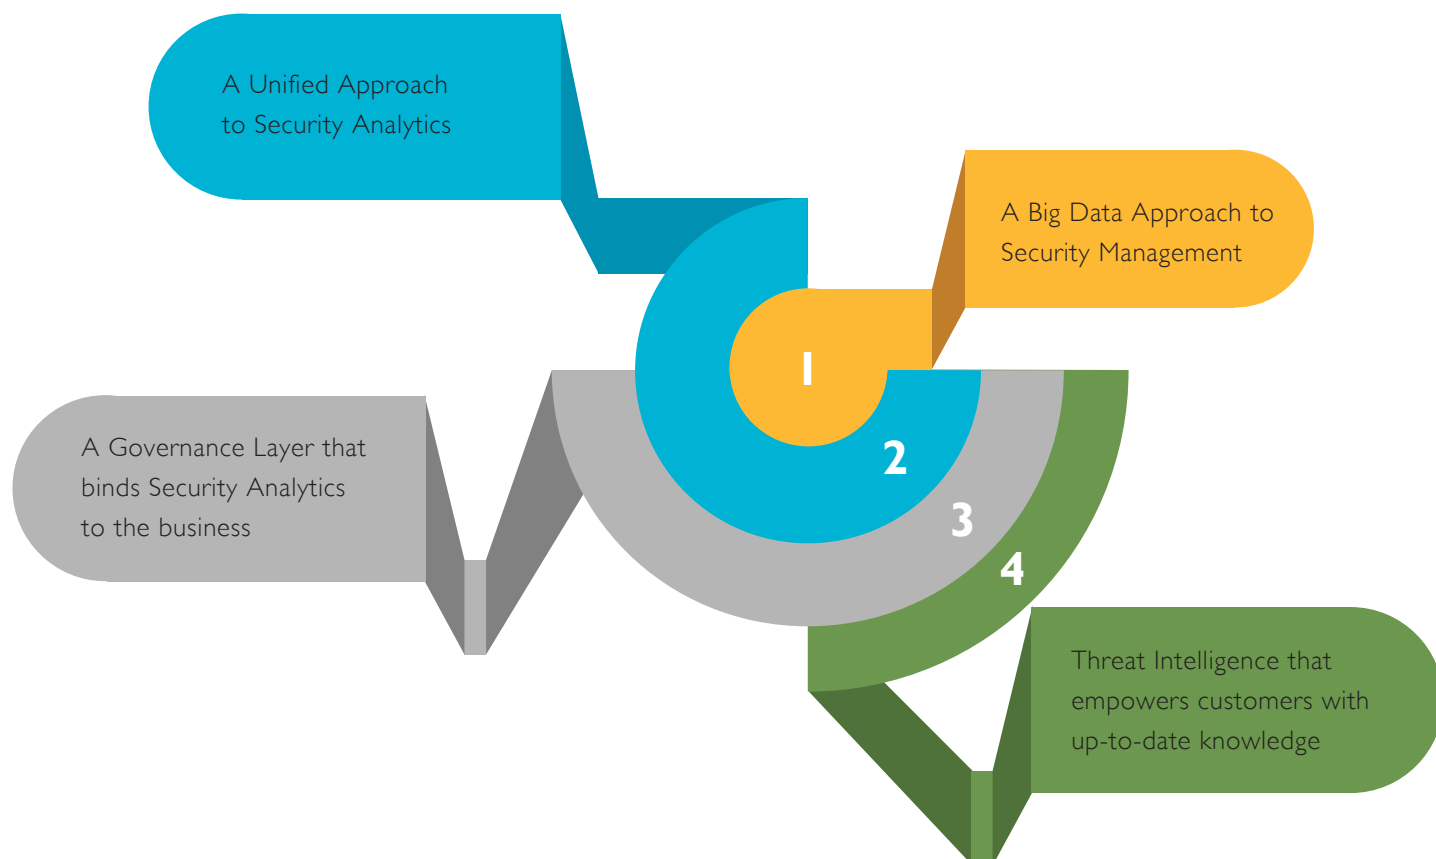 A Unified Approach
to Security Analytics
A Big Data Approach to
Security Management
1
2
3
4
A Governance Layer that
binds Security Analytics
to the business
Threat Intelligence that
empowers customers with
up-to-date knowledge